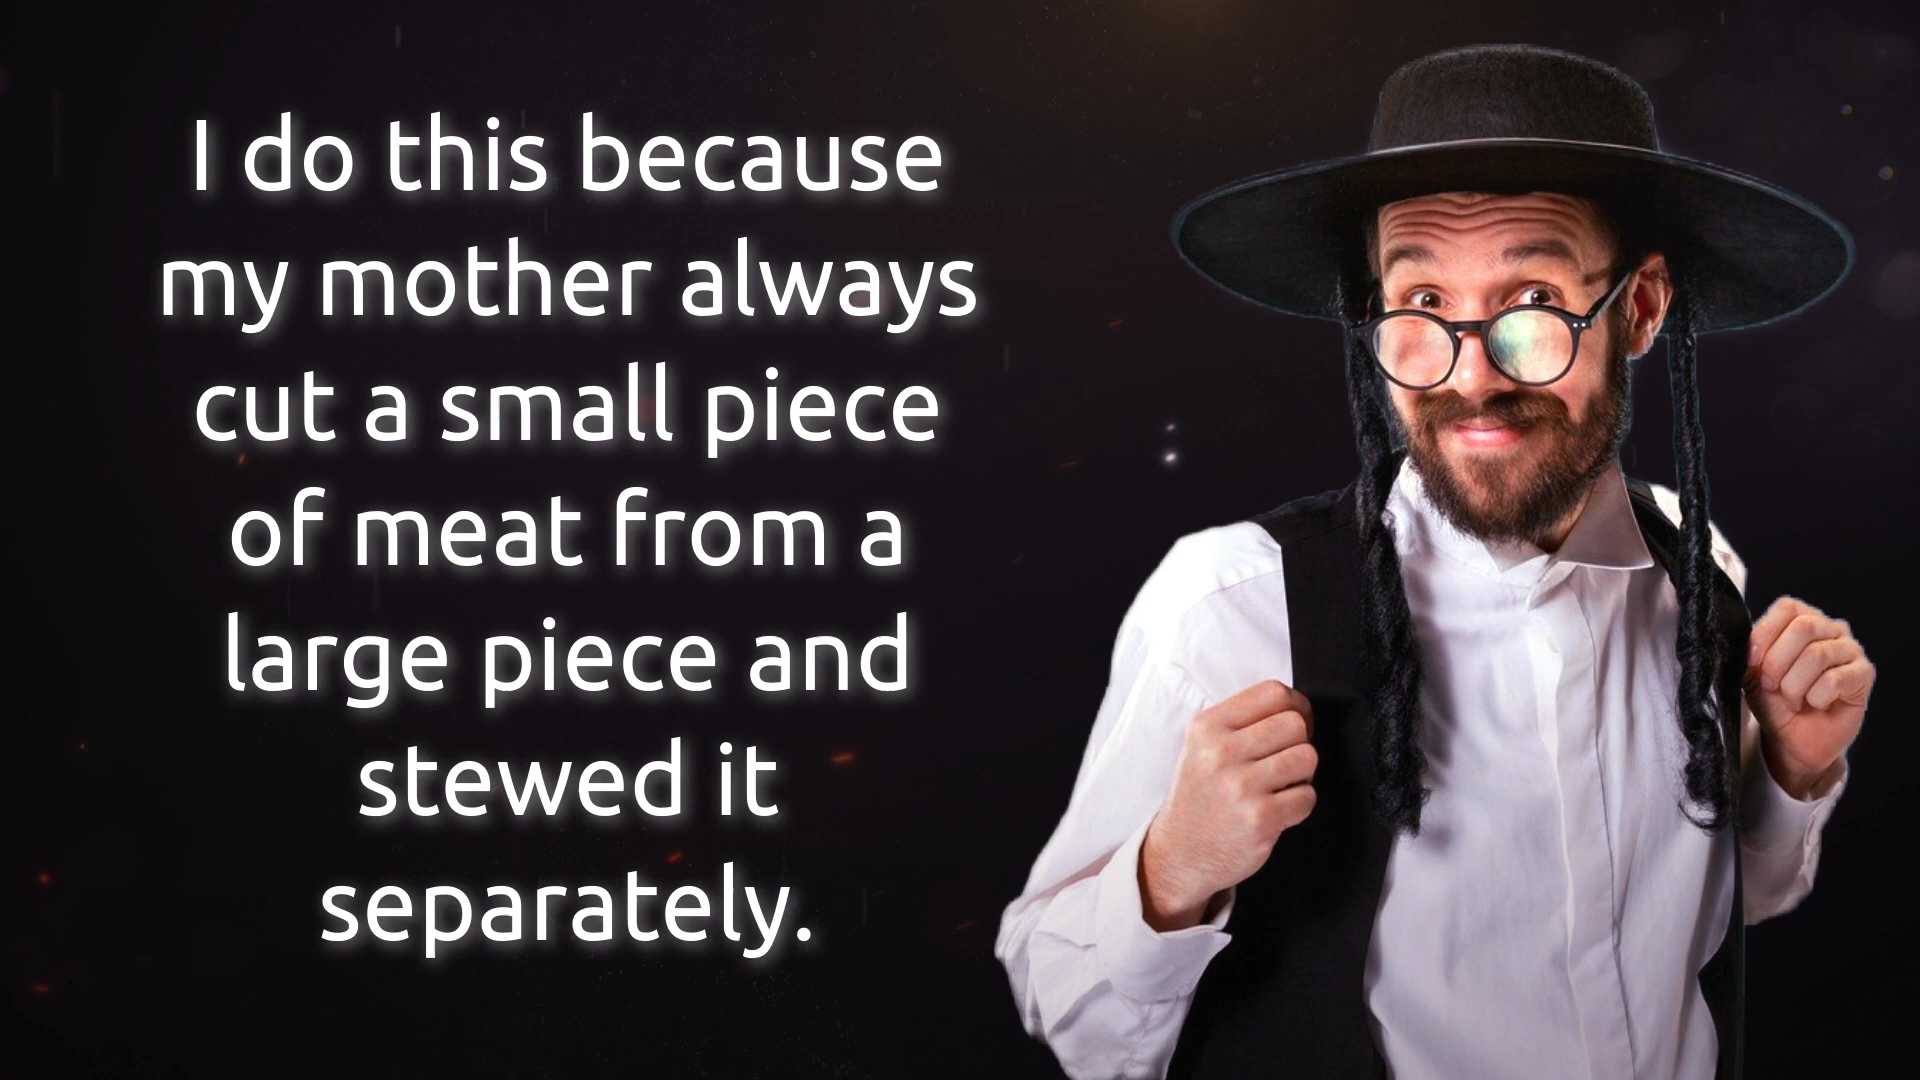 I do this because
my mother always
cut a small piece
of meat from a
large piece and
stewed it
separately.